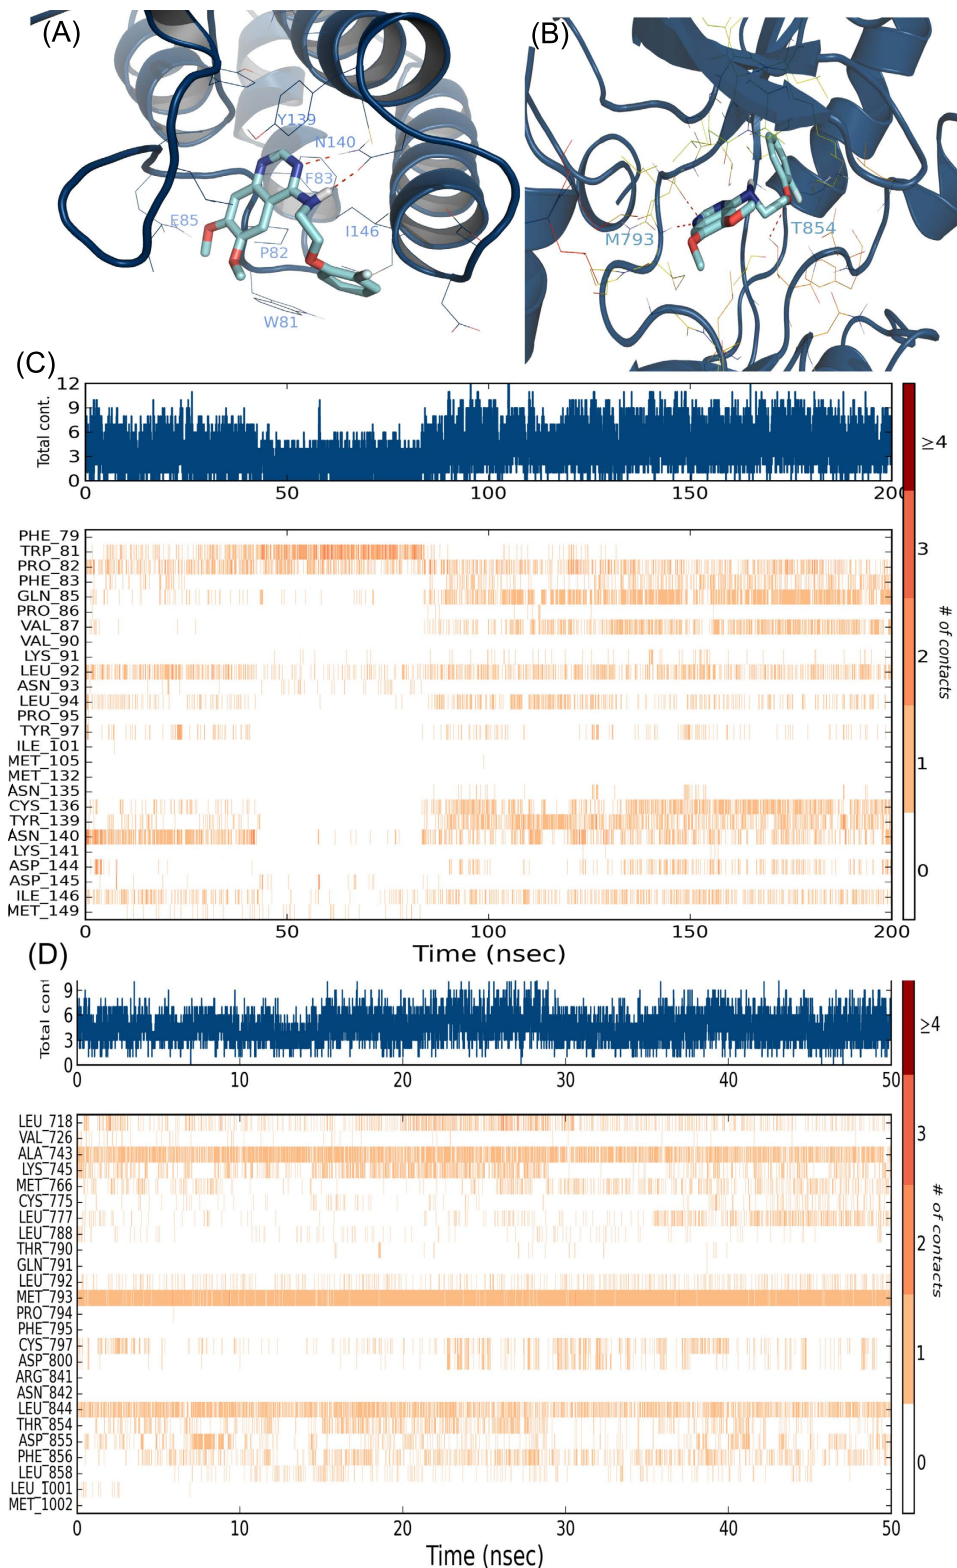 (A)
Y139
N140
F83
E85
I146
P82
W81
(B)
M793
T854
(C)
Total cont.
12
9
6
3
0
0 50 100 150 200
PHE_79
TRP_81
PRO_82
PHE_83
GLN_85
PRO_86
VAL_87
VAL_90
LYS_91
LEU_92
ASN_93
LEU_94
PRO_95
TYR_97
ILE_101
MET_105
MET_132
ASN_135
CYS_136
TYR_139
ASN_140
LYS_141
ASP_144
ASP_145
ILE_146
MET_149
0 50 100 150 200
Time (nsec)
≥4
3
2
1
0
# of contacts
(D)
Total cont
9
6
3
0
0 10 20 30 40 50
LEU_718
VAL_726
ALA_743
LYS_745
MET_766
CYS_775
LEU_777
LEU_788
THR_790
GLN_791
LEU_792
MET_793
PRO_794
PHE_795
CYS_797
ASP_800
ARG_841
ASN_842
LEU_844
THR_854
ASP_855
PHE_856
LEU_858
LEU_1001
MET_1002
0 10 20 30 40 50
Time (nsec)
≥4
3
2
1
0
# of contacts